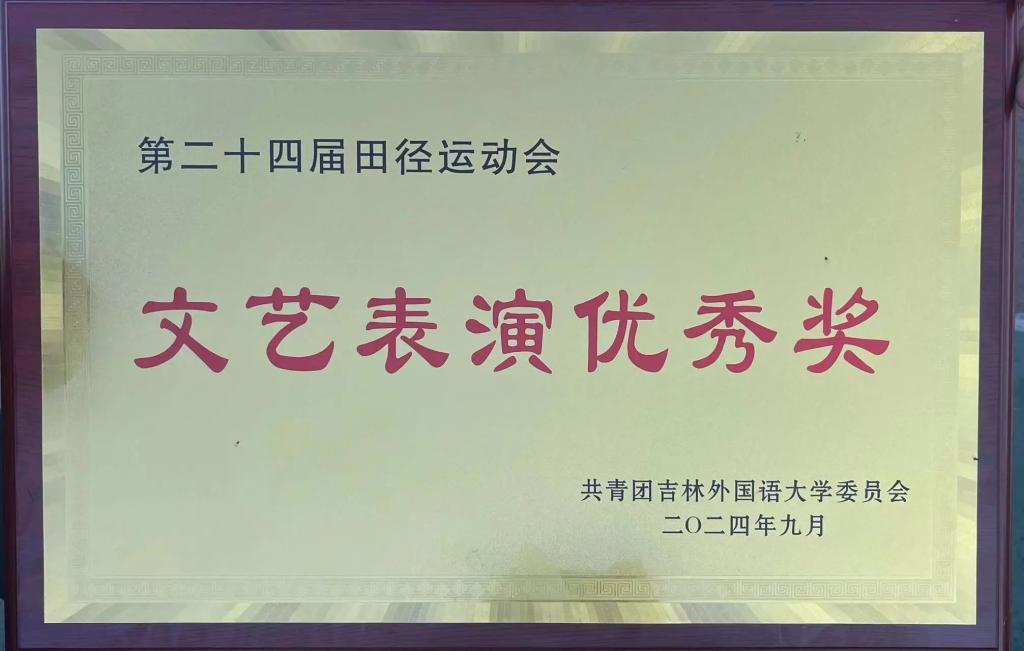 第二十四届田径运动会
文艺表演优秀奖
共青团吉林外国语大学委员会
二〇二四年九月